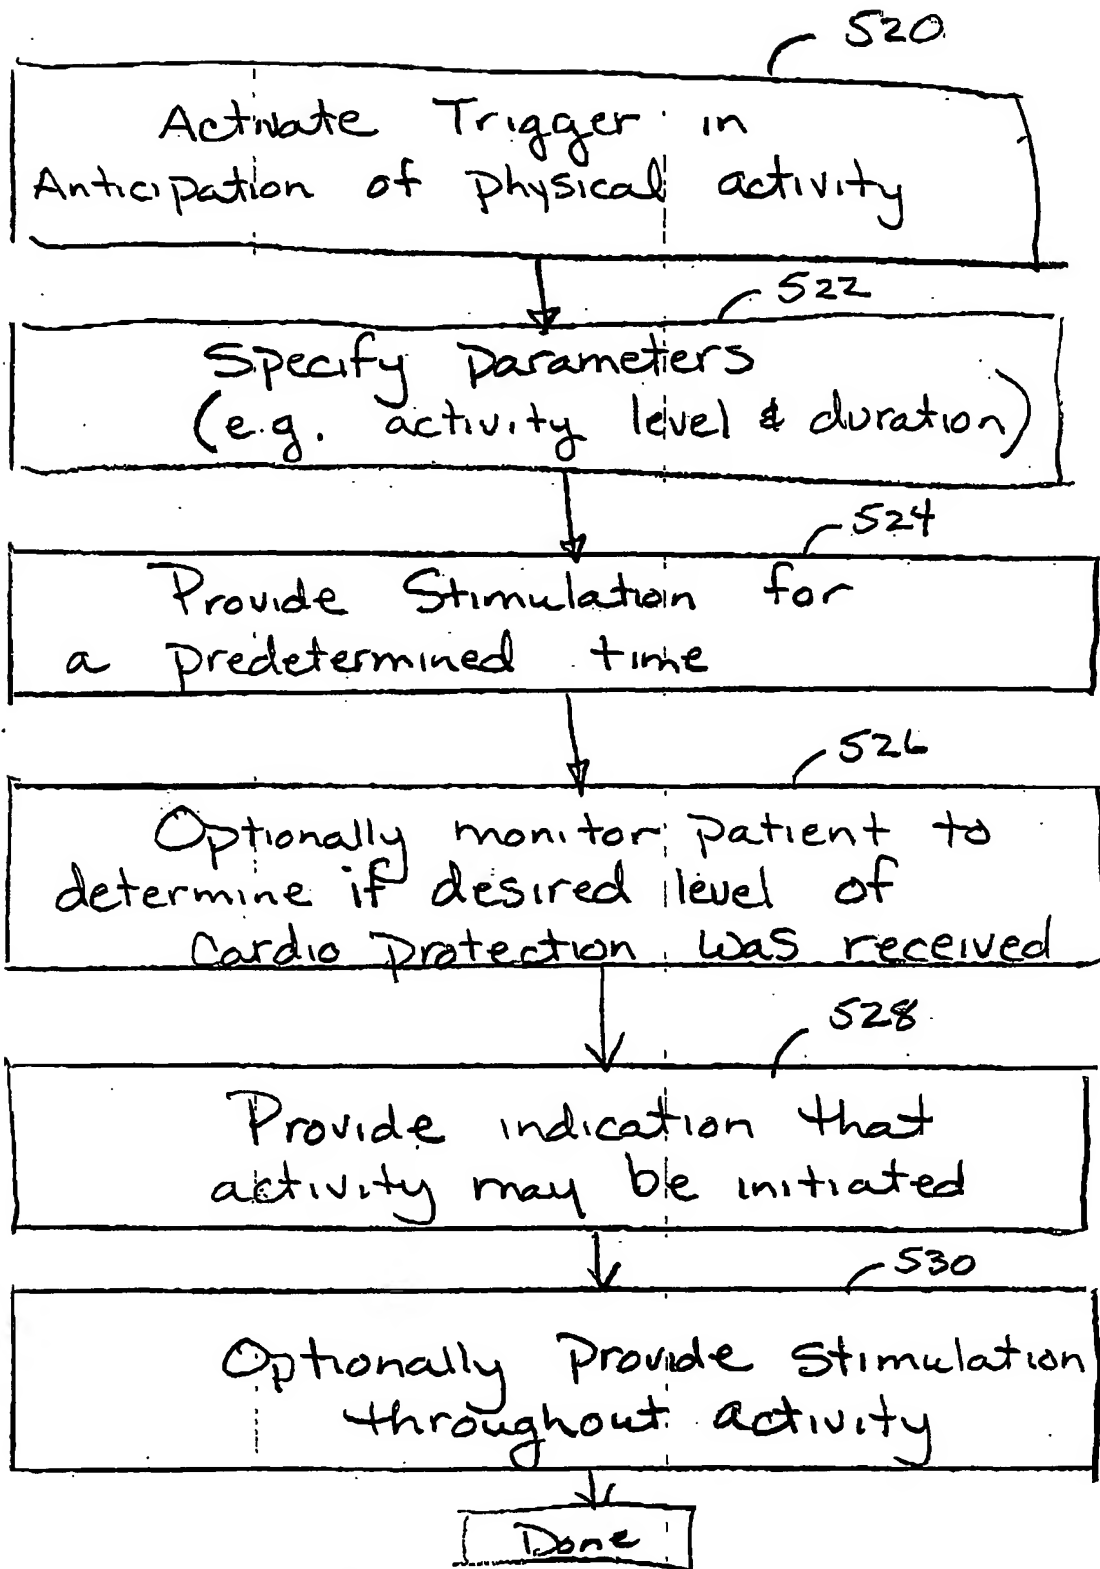 520
Activate Trigger in
Anticipation of physical activity
522
Specify Parameters
(e.g. activity level & duration)
524
Provide Stimulation for
a predetermined time
526
Optionally monitor patient to
determine if desired level of
Cardio Protection was received
528
Provide indication that
activity may be initiated
530
Optionally Provide Stimulation
throughout activity
Done